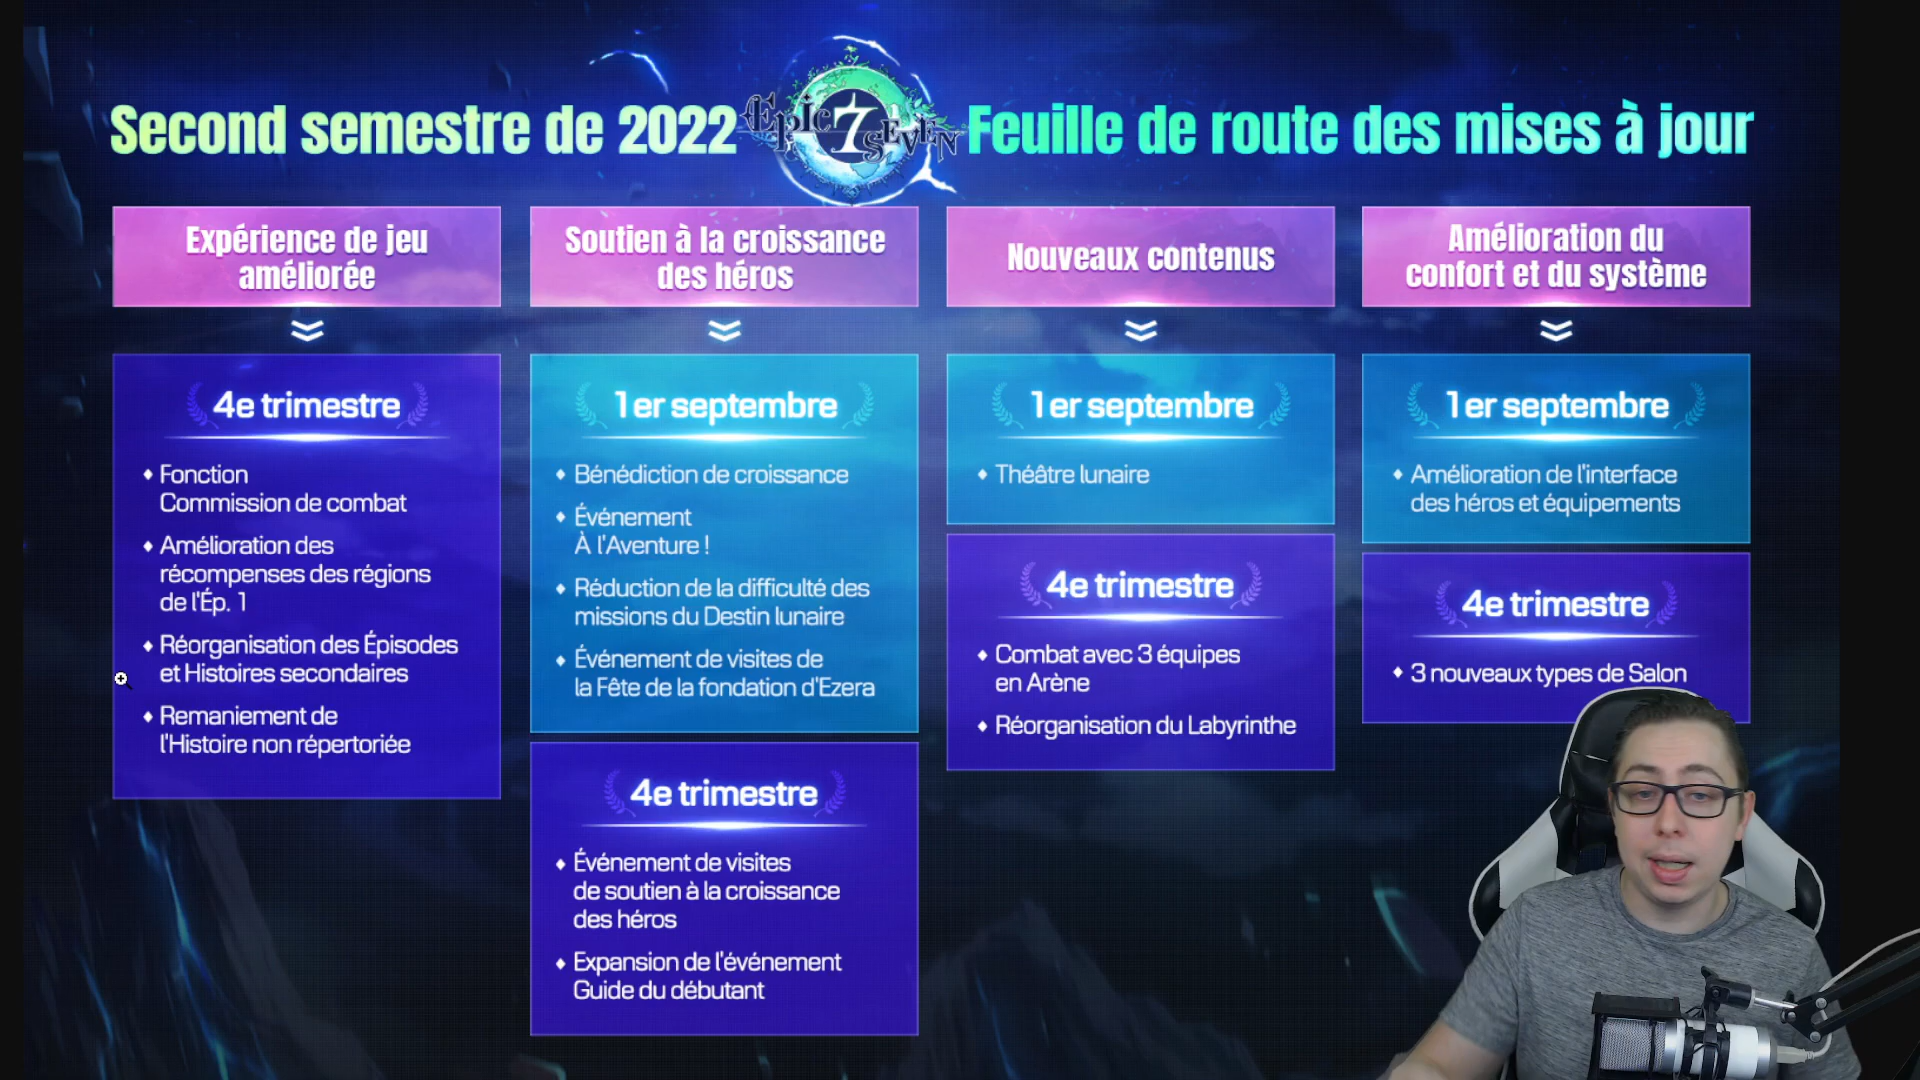 Second semestre de 2022
EPIC SEVEN
7
Feuille de route des mises à jour
Expérience de jeu
améliorée
4e trimestre
Fonction
Commission de combat
Amélioration des
récompenses des régions
de l'Ép. 1
Réorganisation des Épisodes
et Histoires secondaires
Remaniement de
l'Histoire non répertoriée
Soutien à la croissance
des héros
1er septembre
Bénédiction de croissance
Événement
À l'Aventure !
Réduction de la difficulté des
missions du Destin lunaire
Événement de visites de
la Fête de la fondation d'Ezera
4e trimestre
Événement de visites
de soutien à la croissance
des héros
Expansion de l'événement
Guide du débutant
Nouveaux contenus
1er septembre
Théâtre lunaire
4e trimestre
Combat avec 3 équipes
en Arène
Réorganisation du Labyrinthe
Amélioration du
confort et du système
1er septembre
Amélioration de l'interface
des héros et équipements
4e trimestre
3 nouveaux types de Salon